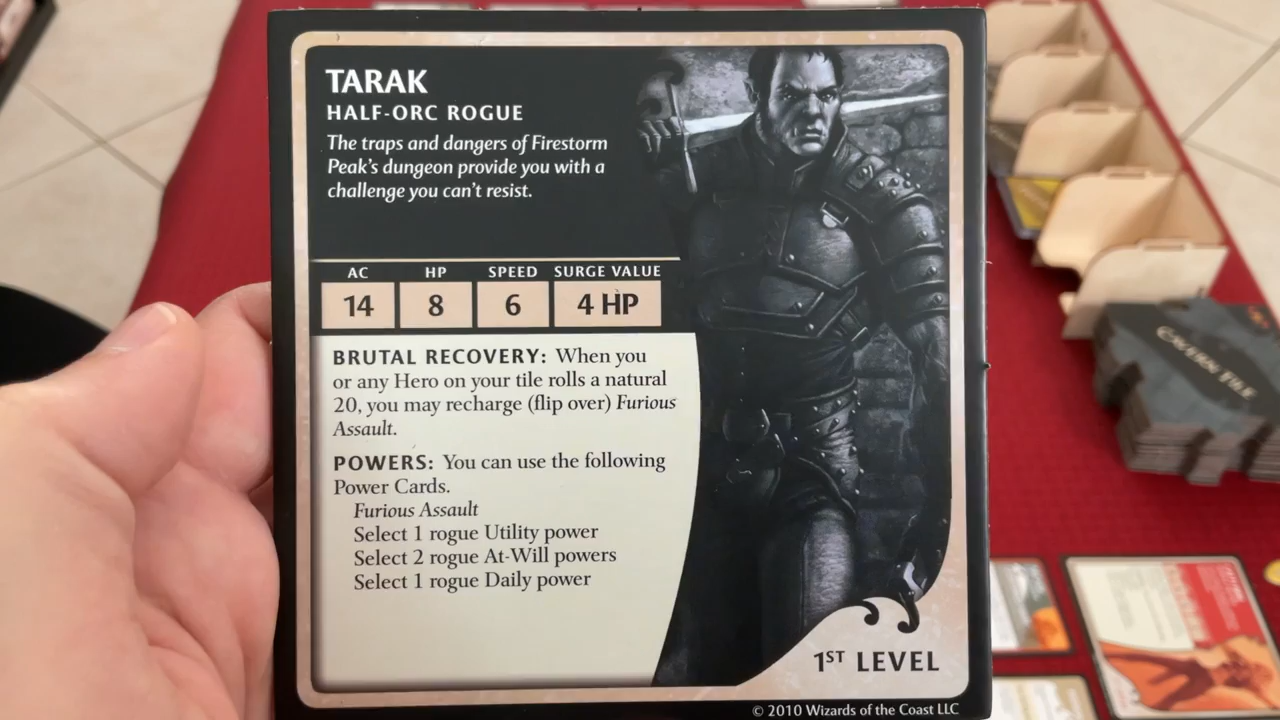 TARAK
HALF-ORC ROGUE
The traps and dangers of Firestorm
Peak's dungeon provide you with a
challenge you can't resist.
AC HP SPEED SURGE VALUE
14 8 6 4 HP
BRUTAL RECOVERY: When you
or any Hero on your tile rolls a natural
20, you may recharge (flip over) Furious
Assault.
POWERS: You can use the following
Power Cards.
Furious Assault
Select 1 rogue Utility power
Select 2 rogue At-Will powers
Select 1 rogue Daily power
1ST LEVEL
© 2010 Wizards of the Coast LLC